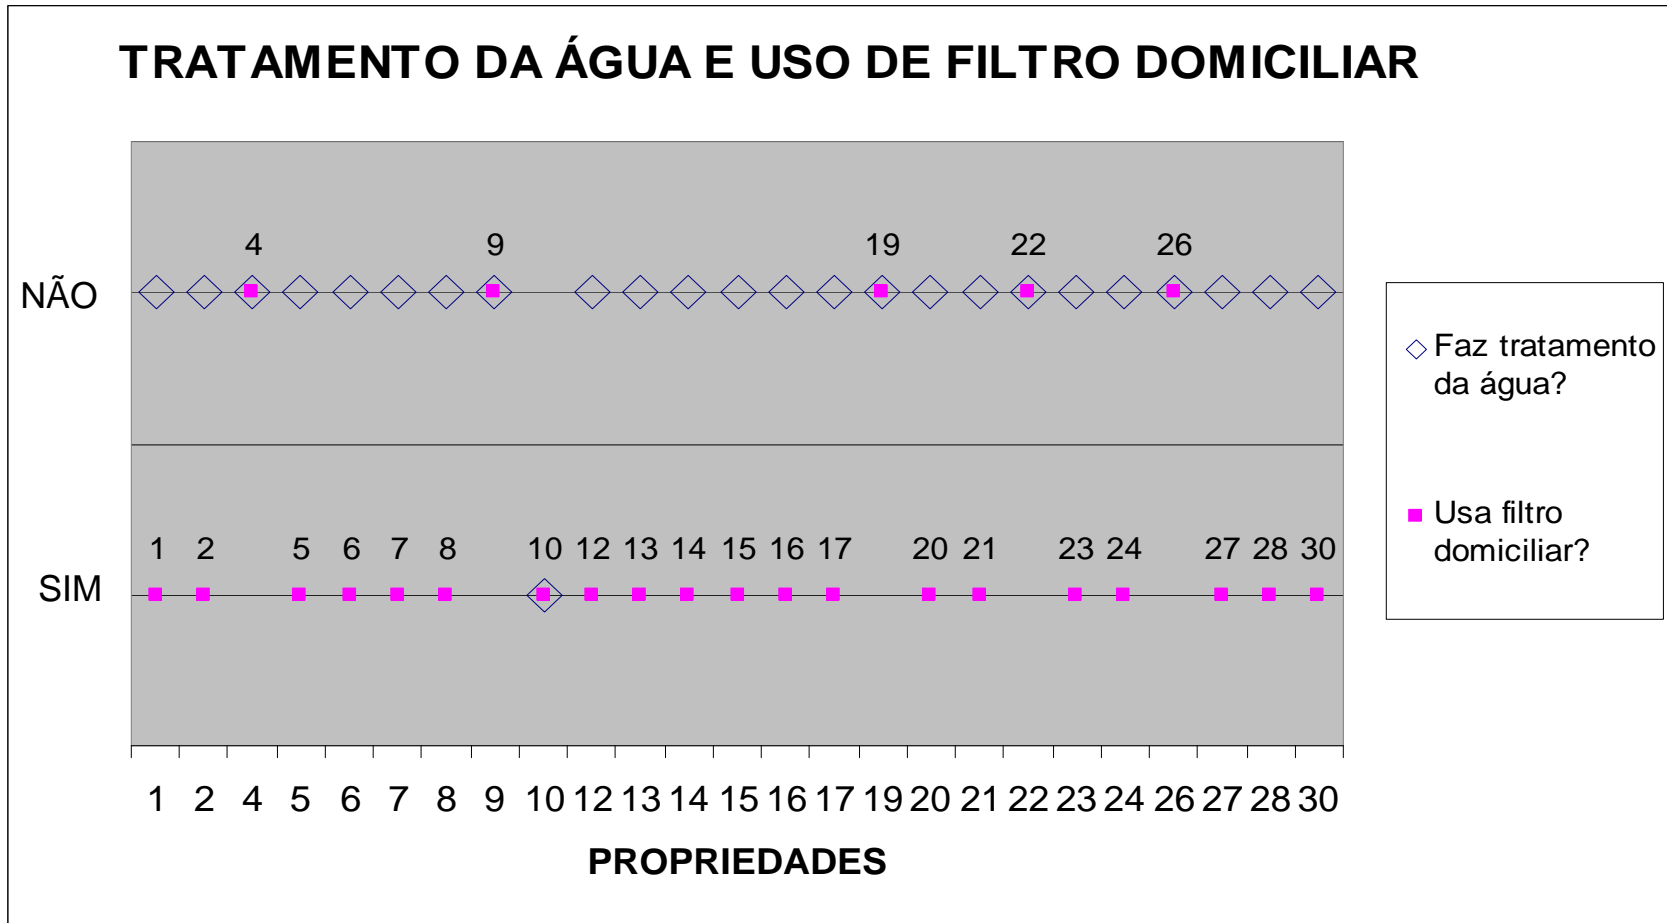 TRATAMENTO DA ÁGUA E USO DE FILTRO DOMICILIAR
4 9 19 22 26
NÃO
1 2 5 6 7 8 10 12 13 14 15 16 17 20 21 23 24 27 28 30
SIM
1 2 4 5 6 7 8 9 10 12 13 14 15 16 17 19 20 21 22 23 24 26 27 28 30
PROPRIEDADES
Faz tratamento
da água?
Usa filtro
domiciliar?